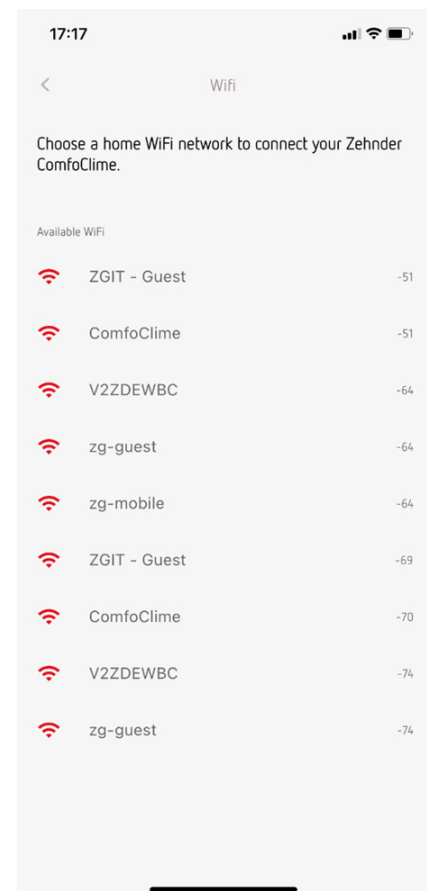 17:17
Wifi
Choose a home WiFi network to connect your Zehnder
ComfoClime.
Available WiFi
ZGIT - Guest -51
ComfoClime -51
V2ZDEWBC -64
zg-guest -64
zg-mobile -64
ZGIT - Guest -69
ComfoClime -70
V2ZDEWBC -74
zg-guest -74